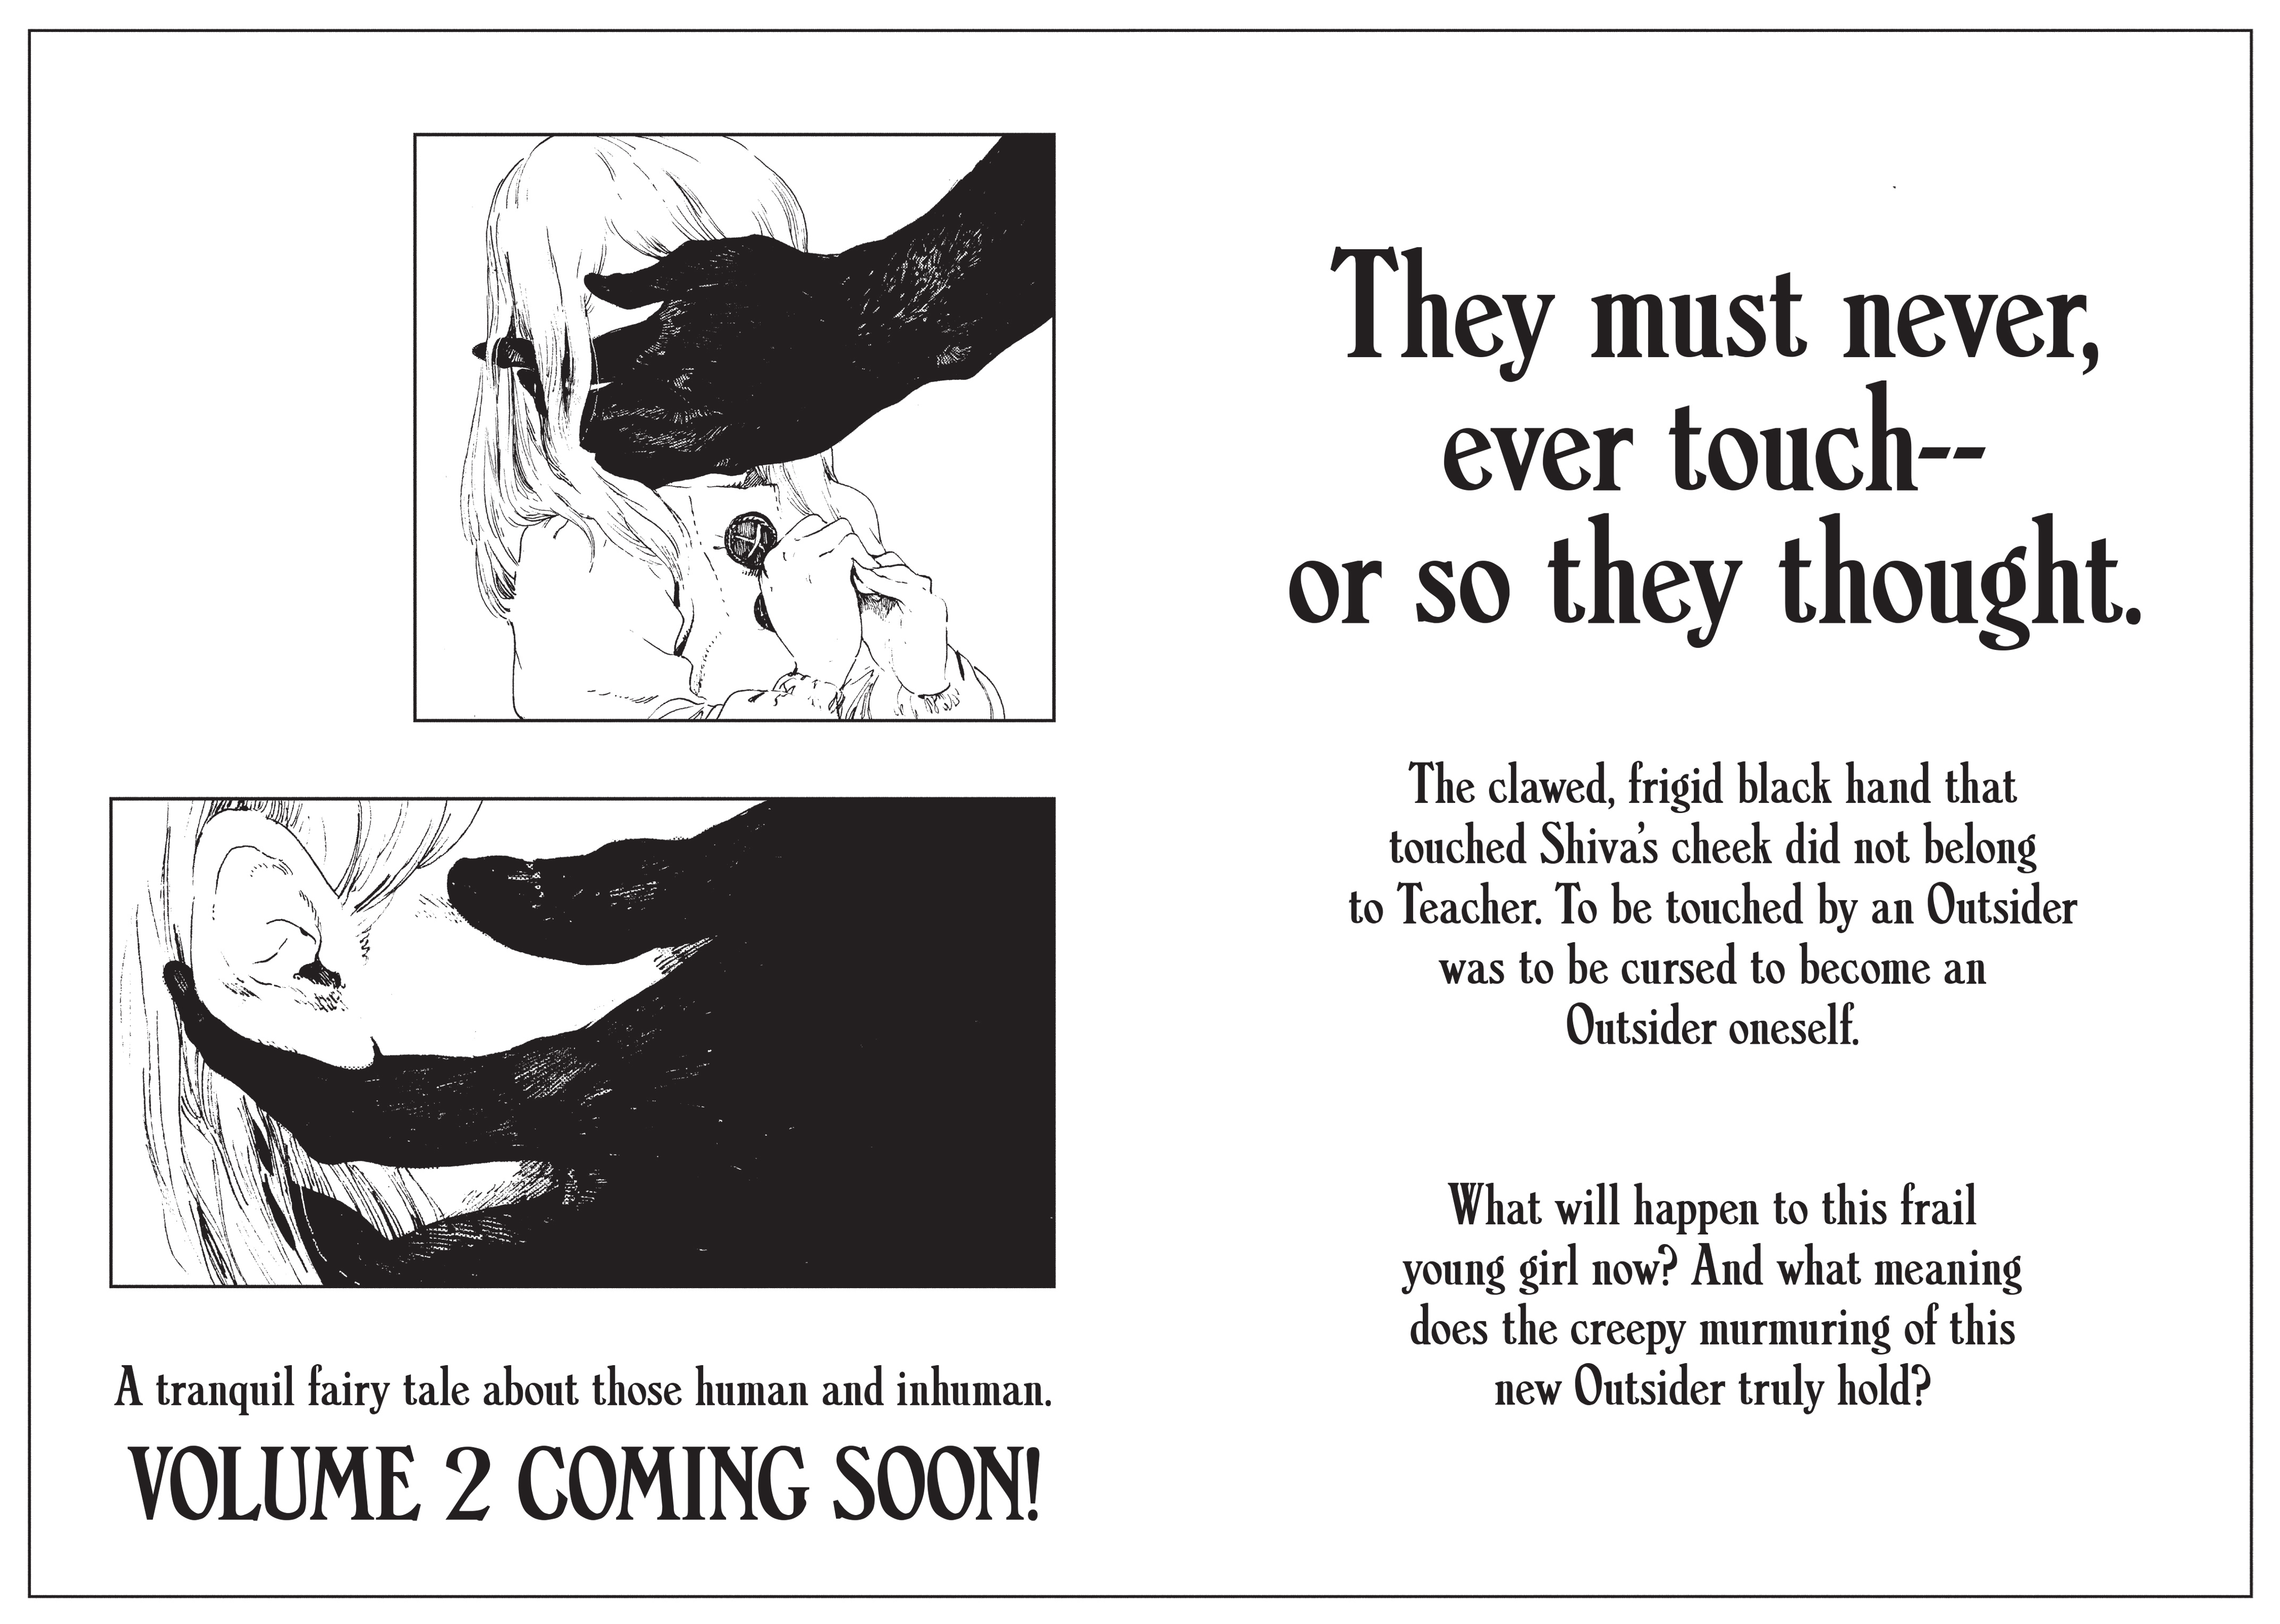 They must never,
ever touch--
or so they thought.
The clawed, frigid black hand that
touched Shiva's cheek did not belong
to Teacher. To be touched by an Outsider
was to be cursed to become an
Outsider oneself.
What will happen to this frail
young girl now? And what meaning
does the creepy murmuring of this
new Outsider truly hold?
A tranquil fairy tale about those human and inhuman.
VOLUME 2 COMING SOON!